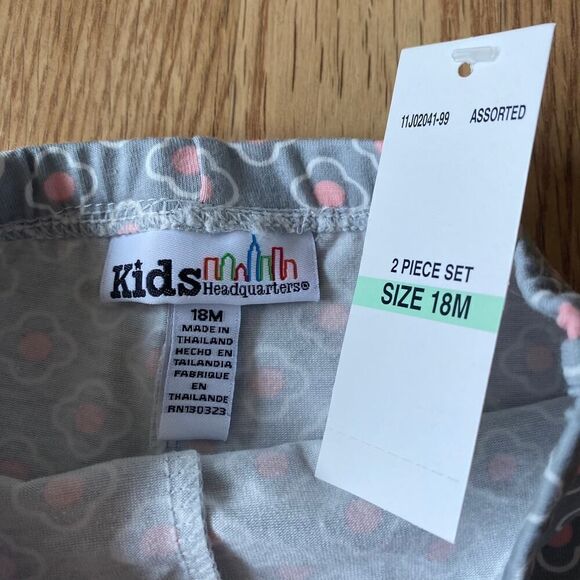 11J02041-99 ASSORTED
2 PIECE SET
SIZE 18M
Kids
Headquarters®
18M
MADE IN
THAILAND
HECHO EN
TAILANDIA
FABRIQUE
EN
THAILANDE
RN130323